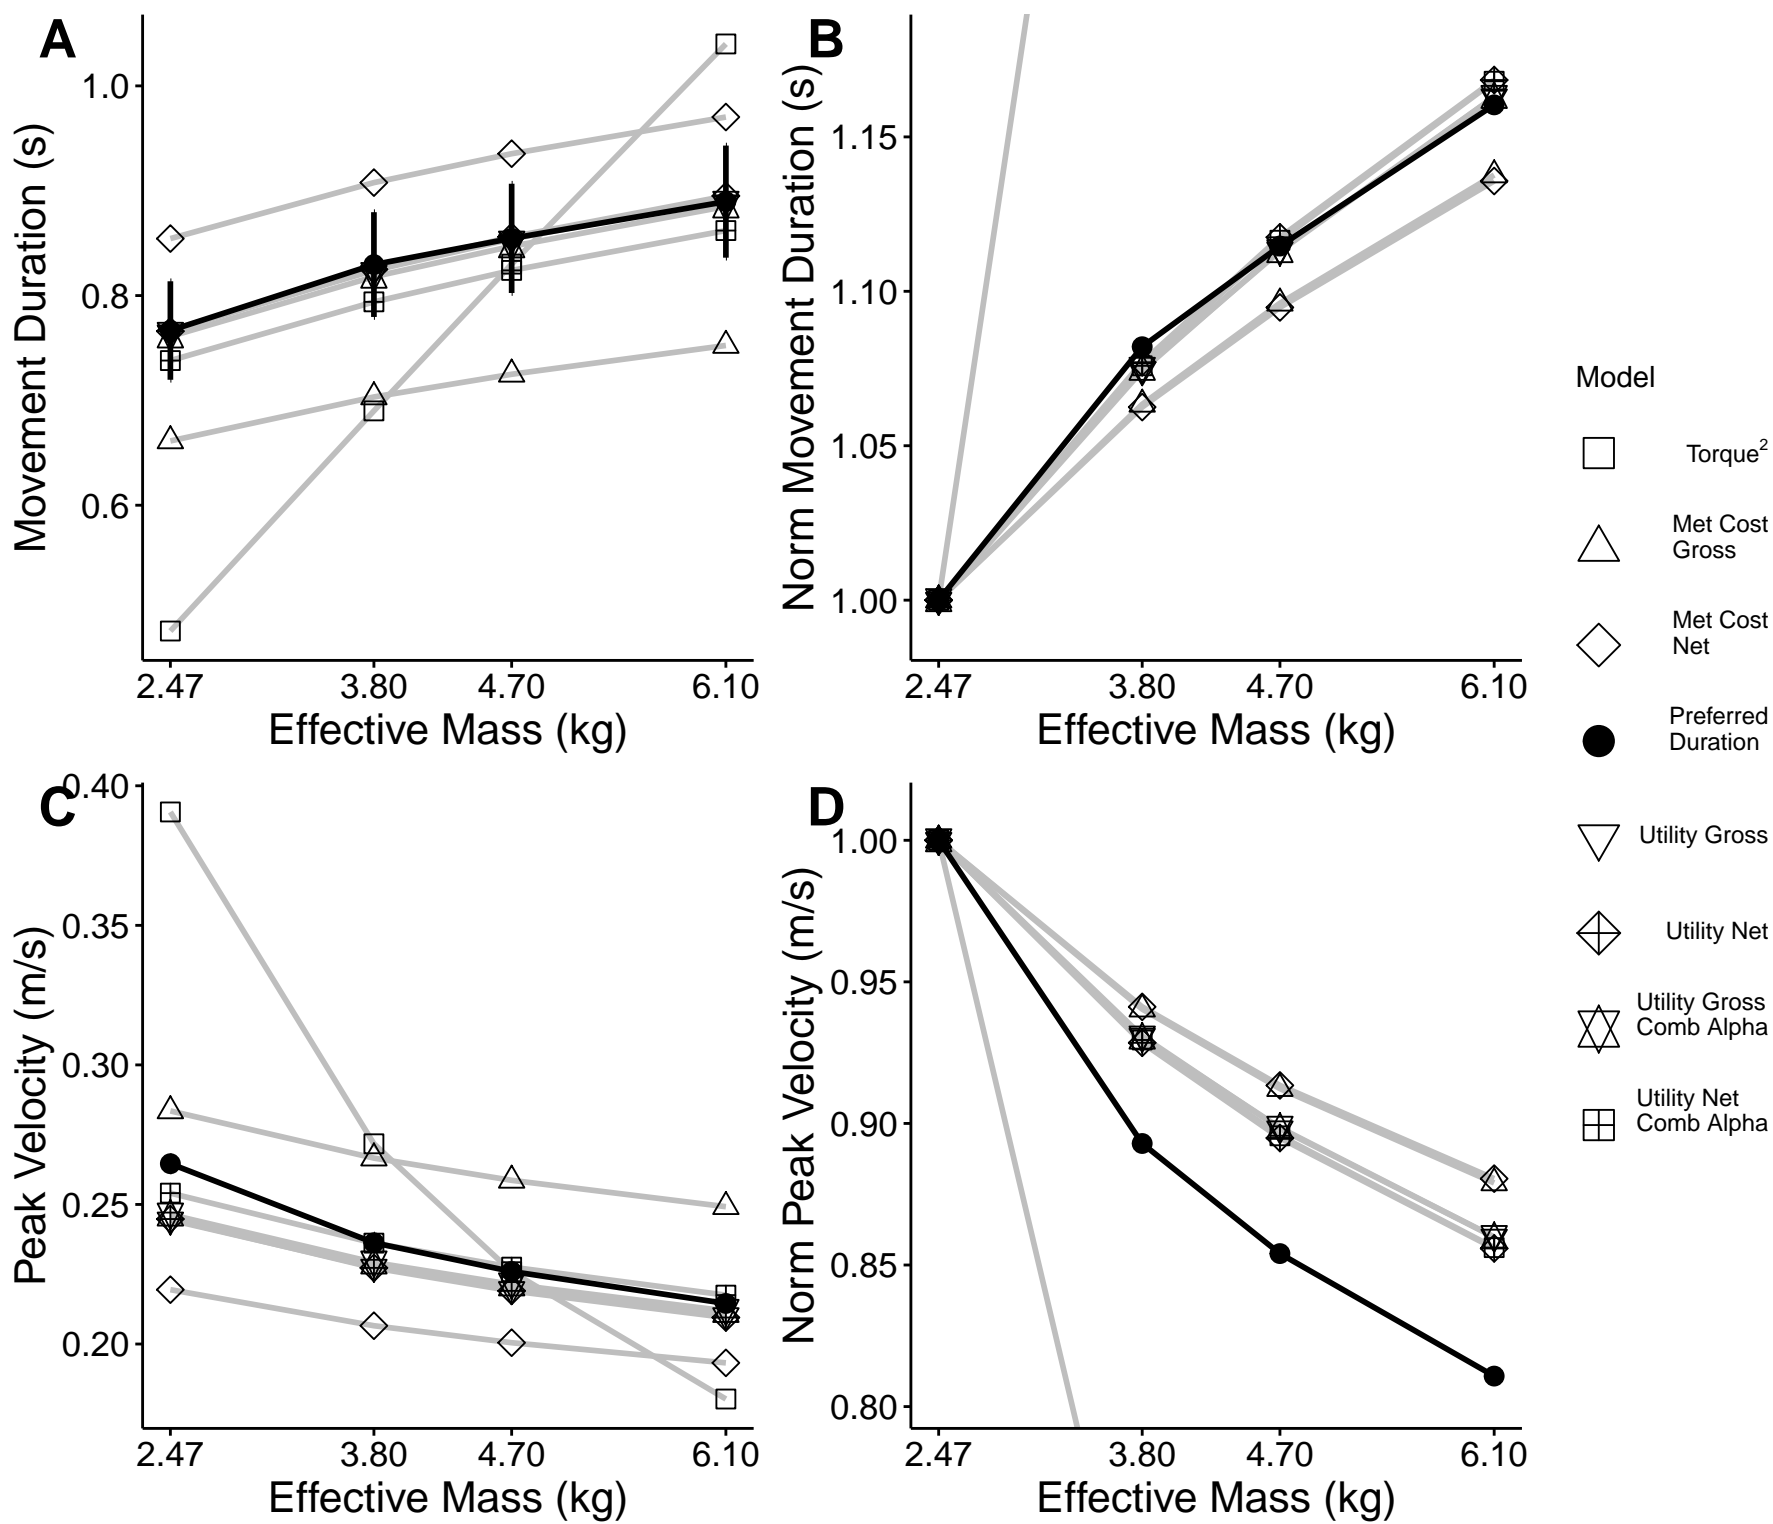 A
Movement Duration (s)
1.0
0.8
0.6
2.47 3.80 4.70 6.10
Effective Mass (kg)
B
Norm Movement Duration (s)
1.15
1.10
1.05
1.00
2.47 3.80 4.70 6.10
Effective Mass (kg)
C
Peak Velocity (m/s)
0.40
0.35
0.30
0.25
0.20
2.47 3.80 4.70 6.10
Effective Mass (kg)
D
Norm Peak Velocity (m/s)
1.00
0.95
0.90
0.85
0.80
2.47 3.80 4.70 6.10
Effective Mass (kg)
Model
Torque²
Met Cost
Gross
Met Cost
Net
Preferred
Duration
Utility Gross
Utility Net
Utility Gross
Comb Alpha
Utility Net
Comb Alpha